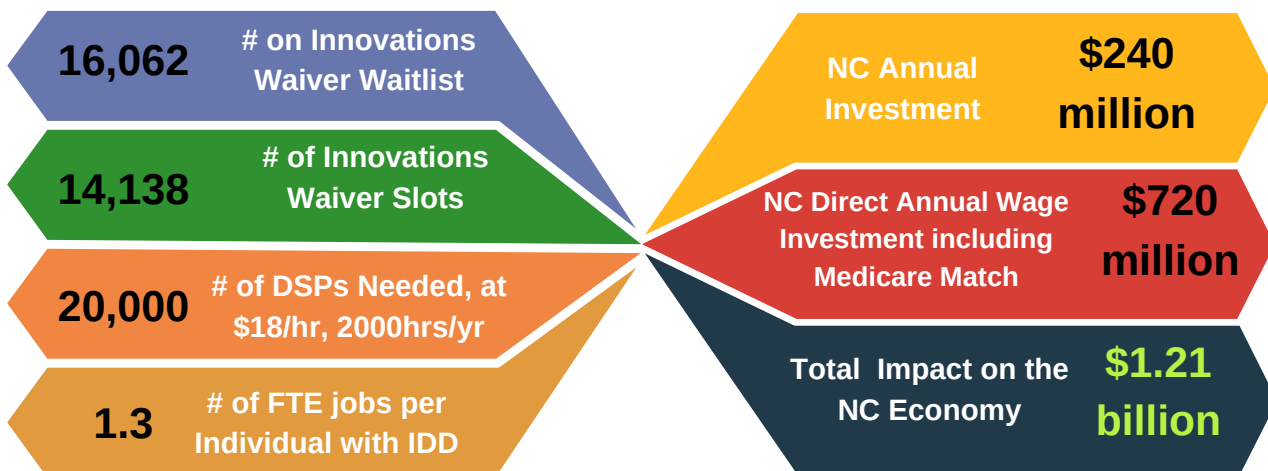 16,062
# on Innovations
Waiver Waitlist
14,138
# of Innovations
Waiver Slots
20,000
# of DSPs Needed, at
$18/hr, 2000hrs/yr
1.3
# of FTE jobs per
Individual with IDD
NC Annual
Investment
$240
million
NC Direct Annual Wage
Investment including
Medicare Match
$720
million
Total Impact on the
NC Economy
$1.21
billion